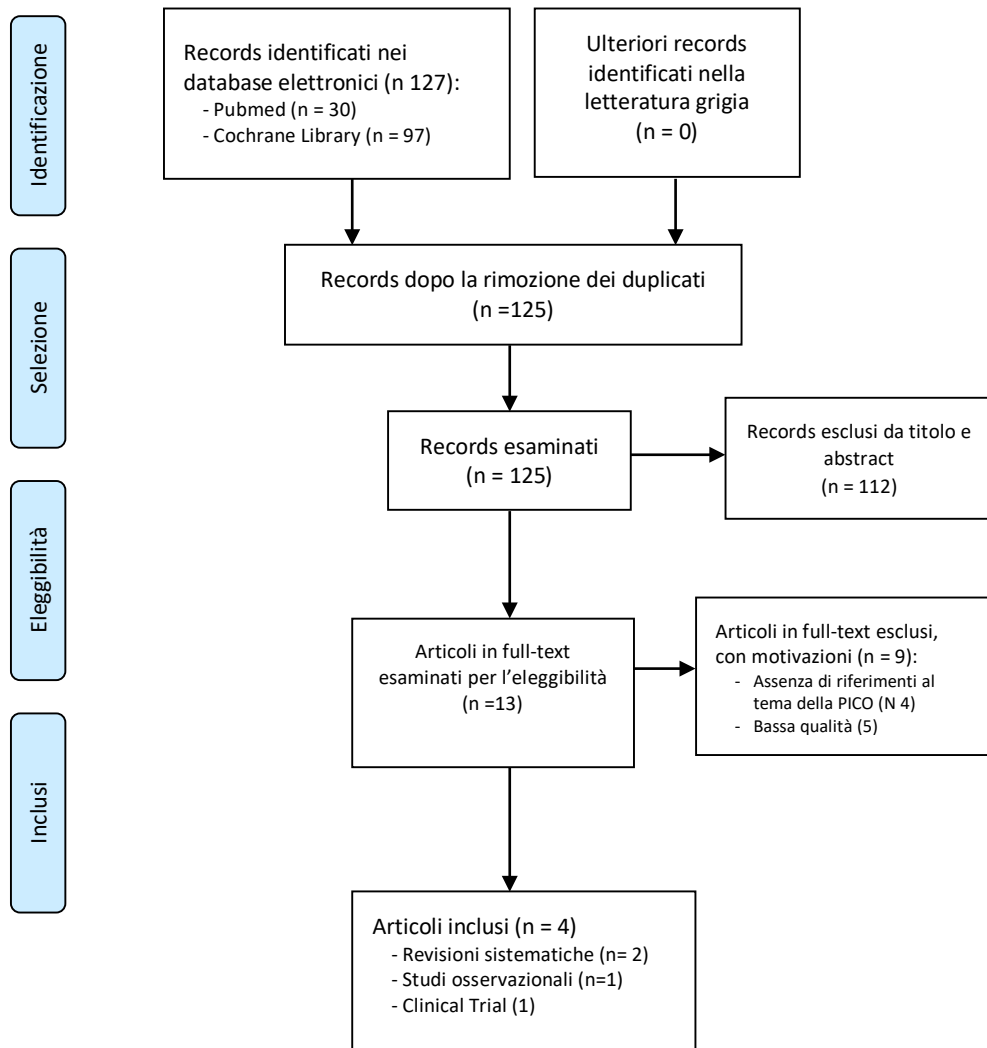 Identificazione
Records identificati nei
database elettronici (n 127):
- Pubmed (n = 30)
- Cochrane Library (n = 97)
Ulteriori records
identificati nella
letteratura grigia
(n = 0)
Selezione
Records dopo la rimozione dei duplicati
(n =125)
Records esaminati
(n = 125)
Records esclusi da titolo e
abstract
(n = 112)
Eleggibilità
Articoli in full-text
esaminati per l’eleggibilità
(n =13)
Articoli in full-text esclusi,
con motivazioni (n = 9):
- Assenza di riferimenti al
tema della PICO (N 4)
- Bassa qualità (5)
Inclusi
Articoli inclusi (n = 4)
- Revisioni sistematiche (n= 2)
- Studi osservazionali (n=1)
- Clinical Trial (1)